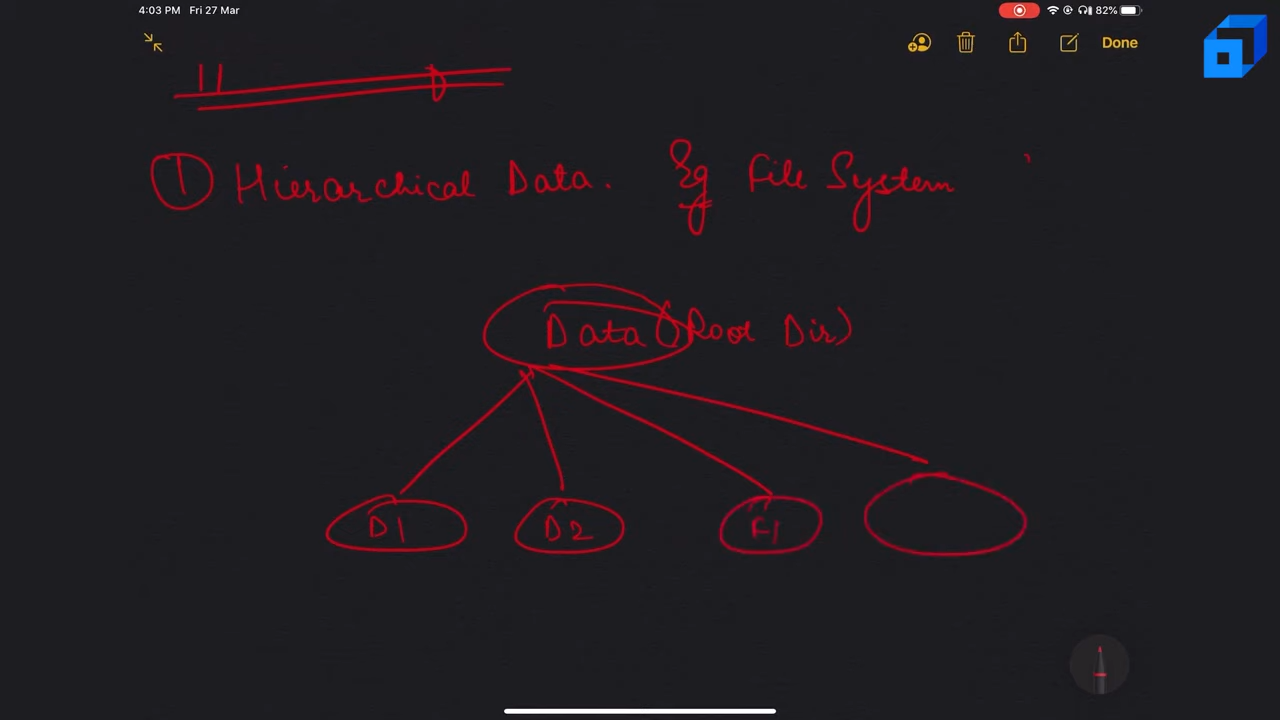 4:03 PM Fri 27 Mar 82%
Done
1 Hierarchical Data. Eg File System
Data (Root Dir)
D1 D2 F1